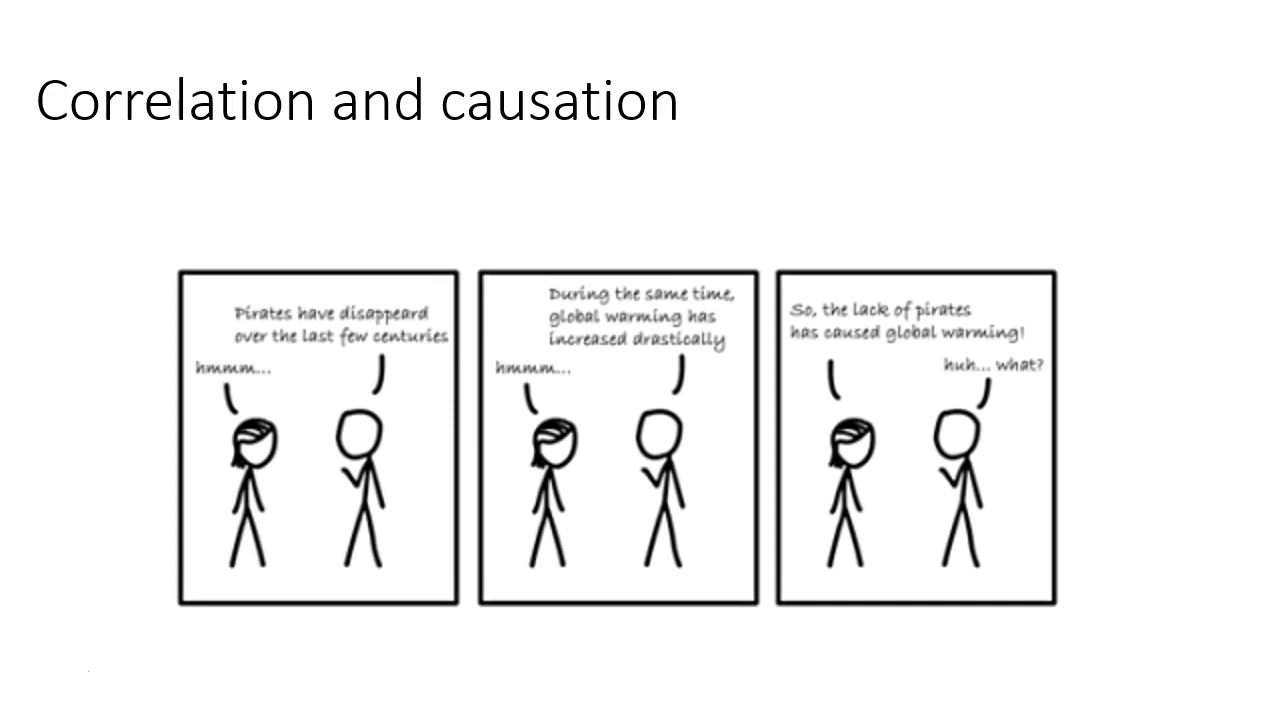 Correlation and causation
Pirates have disappeard
over the last few centuries
hmmm...
During the same time,
global warming has
increased drastically
hmmm...
So, the lack of pirates
has caused global warming!
huh... what?